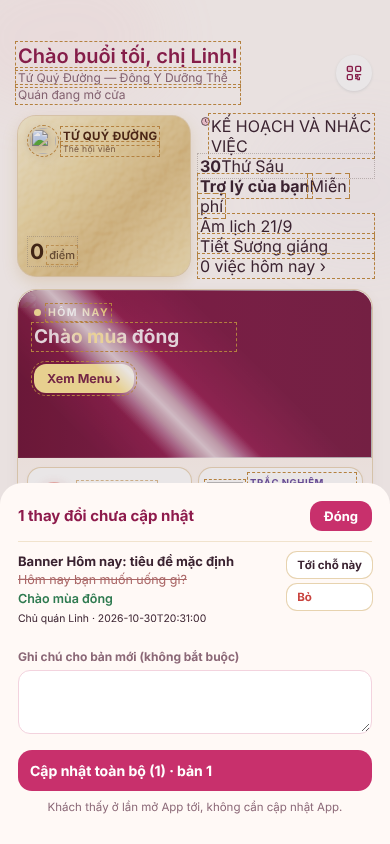 Chào buổi tối, chị Linh!
Tứ Quý Đường — Đông Y Dưỡng Thể
Quán đang mở cửa
TỨ QUÝ ĐƯỜNG
Thẻ hội viên
0 điểm
KẾ HOẠCH VÀ NHẮC
VIỆC
30Thứ Sáu
Trợ lý của bạnMiễn
phí
Âm lịch 21/9
Tiết Sương giáng
0 việc hôm nay ›
HÔM NAY
Chào mùa đông
Xem Menu ›
TRẮC NGHIỆM
1 thay đổi chưa cập nhật
Đóng
Banner Hôm nay: tiêu đề mặc định
Hôm nay bạn muốn uống gì?
Chào mùa đông
Chủ quán Linh · 2026-10-30T20:31:00
Tới chỗ này
Bỏ
Ghi chú cho bản mới (không bắt buộc)
Cập nhật toàn bộ (1) · bản 1
Khách thấy ở lần mở App tới, không cần cập nhật App.